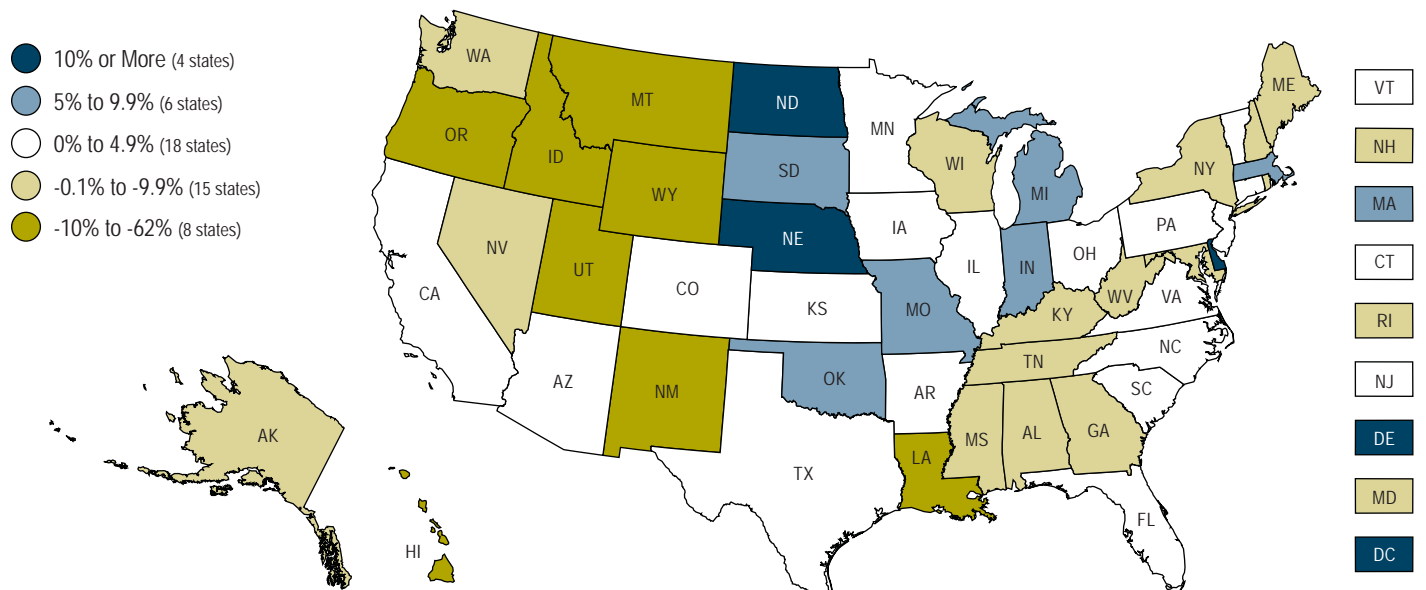 10% or More (4 states)
5% to 9.9% (6 states)
0% to 4.9% (18 states)
-0.1% to -9.9% (15 states)
-10% to -62% (8 states)
WA
OR
ID
MT
WY
NV
UT
CA
AZ
CO
NM
ND
SD
NE
KS
OK
TX
MN
IA
MO
AR
LA
WI
IL
MI
IN
OH
KY
TN
MS
AL
GA
WV
VA
NC
SC
FL
PA
NY
ME
AK
HI
VT
NH
MA
CT
RI
NJ
DE
MD
DC